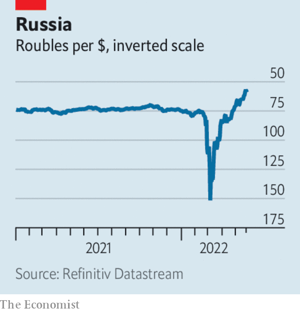 Russia
Roubles per $, inverted scale
50
75
100
125
150
175
2021
2022
Source: Refinitiv Datastream
The Economist